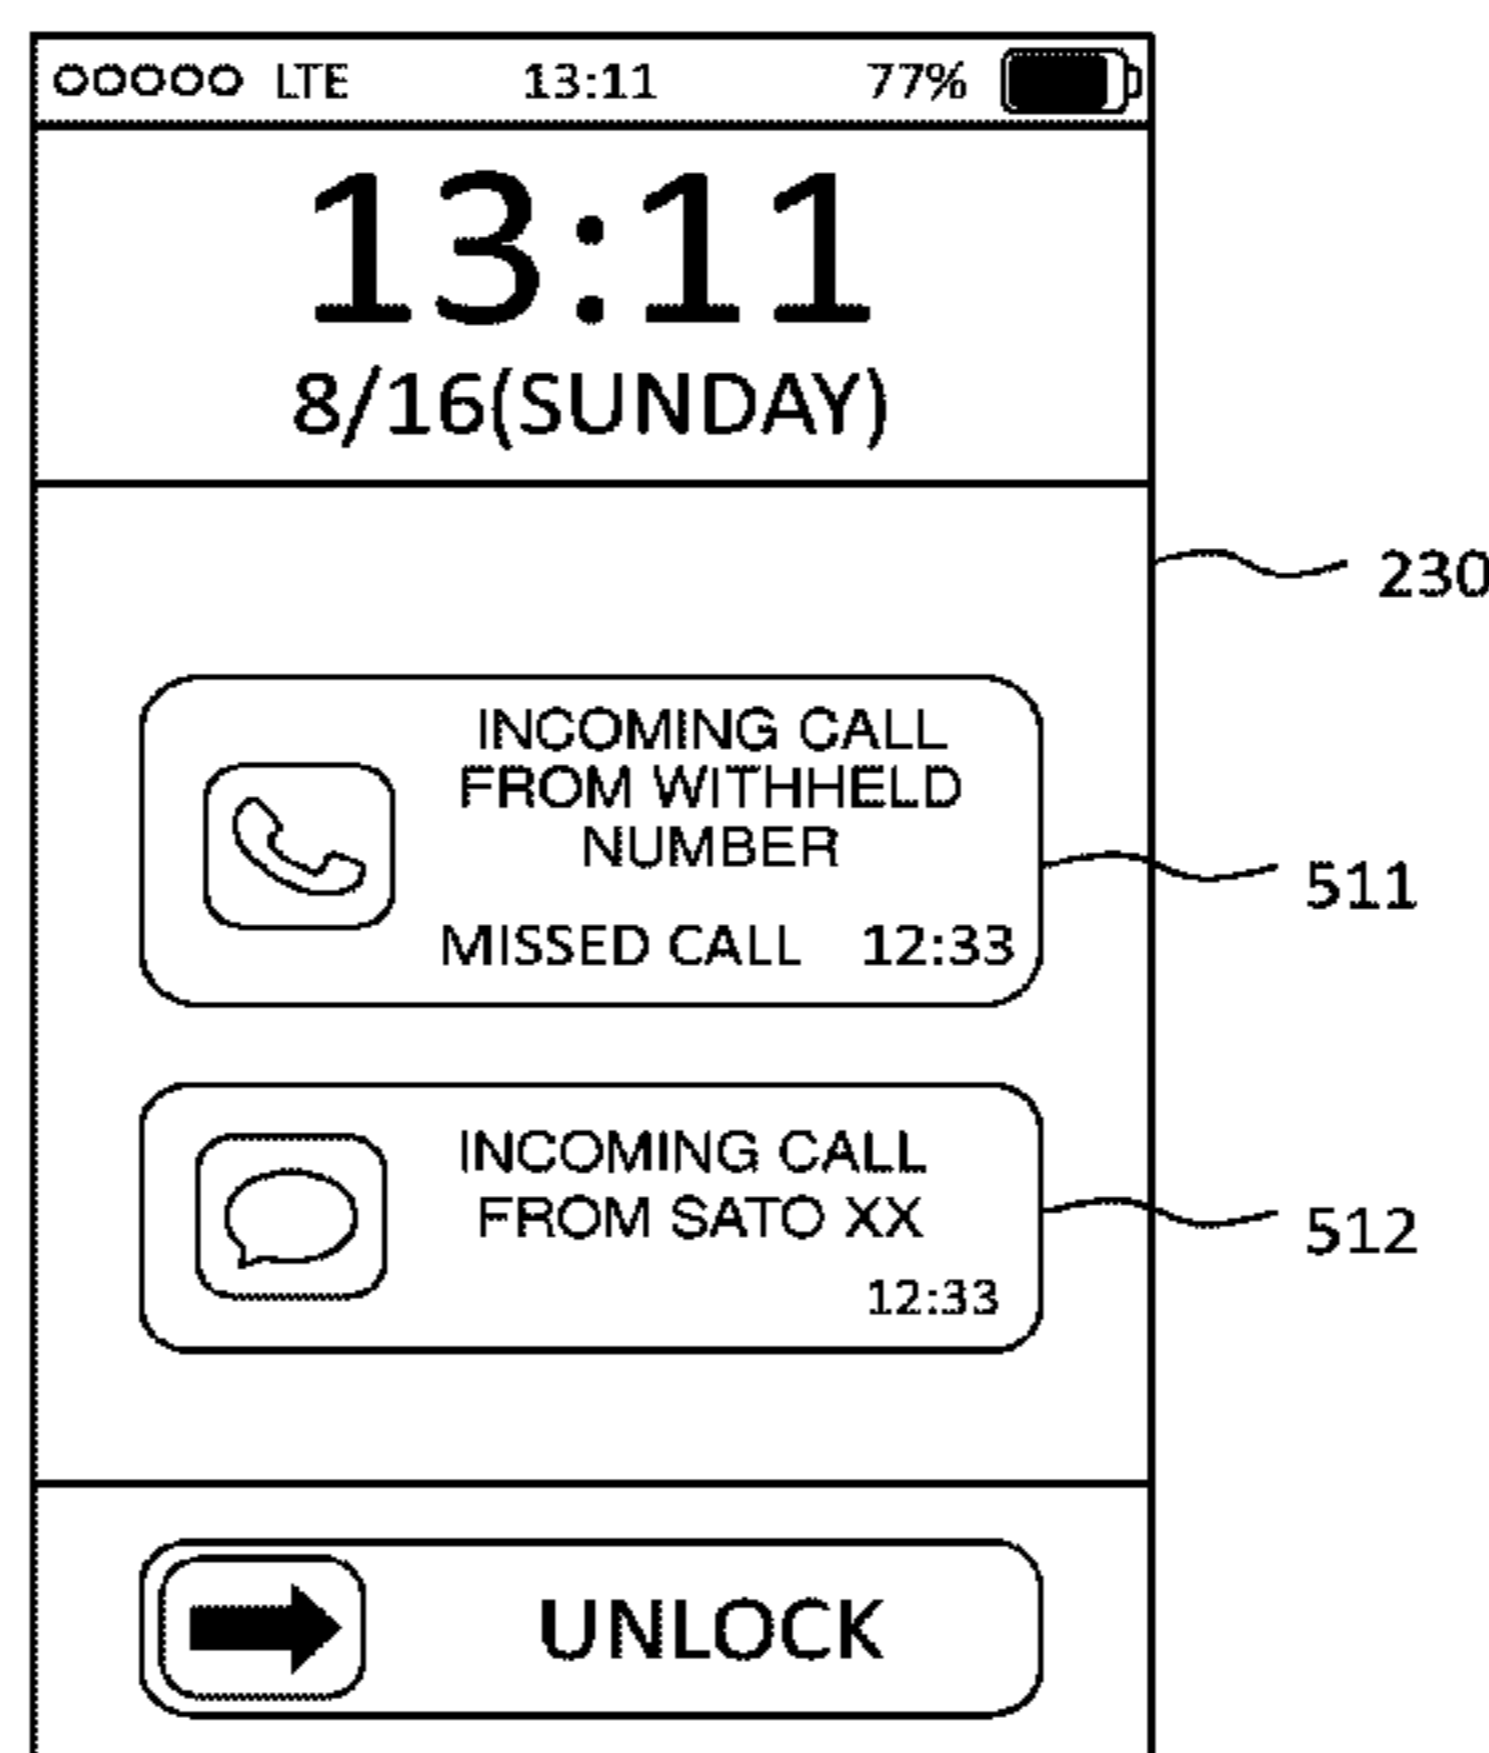 LTE 13:11 77%
13:11
8/16(SUNDAY)
230
INCOMING CALL
FROM WITHHELD
NUMBER
511
MISSED CALL 12:33
INCOMING CALL
FROM SATO XX
512
12:33
UNLOCK